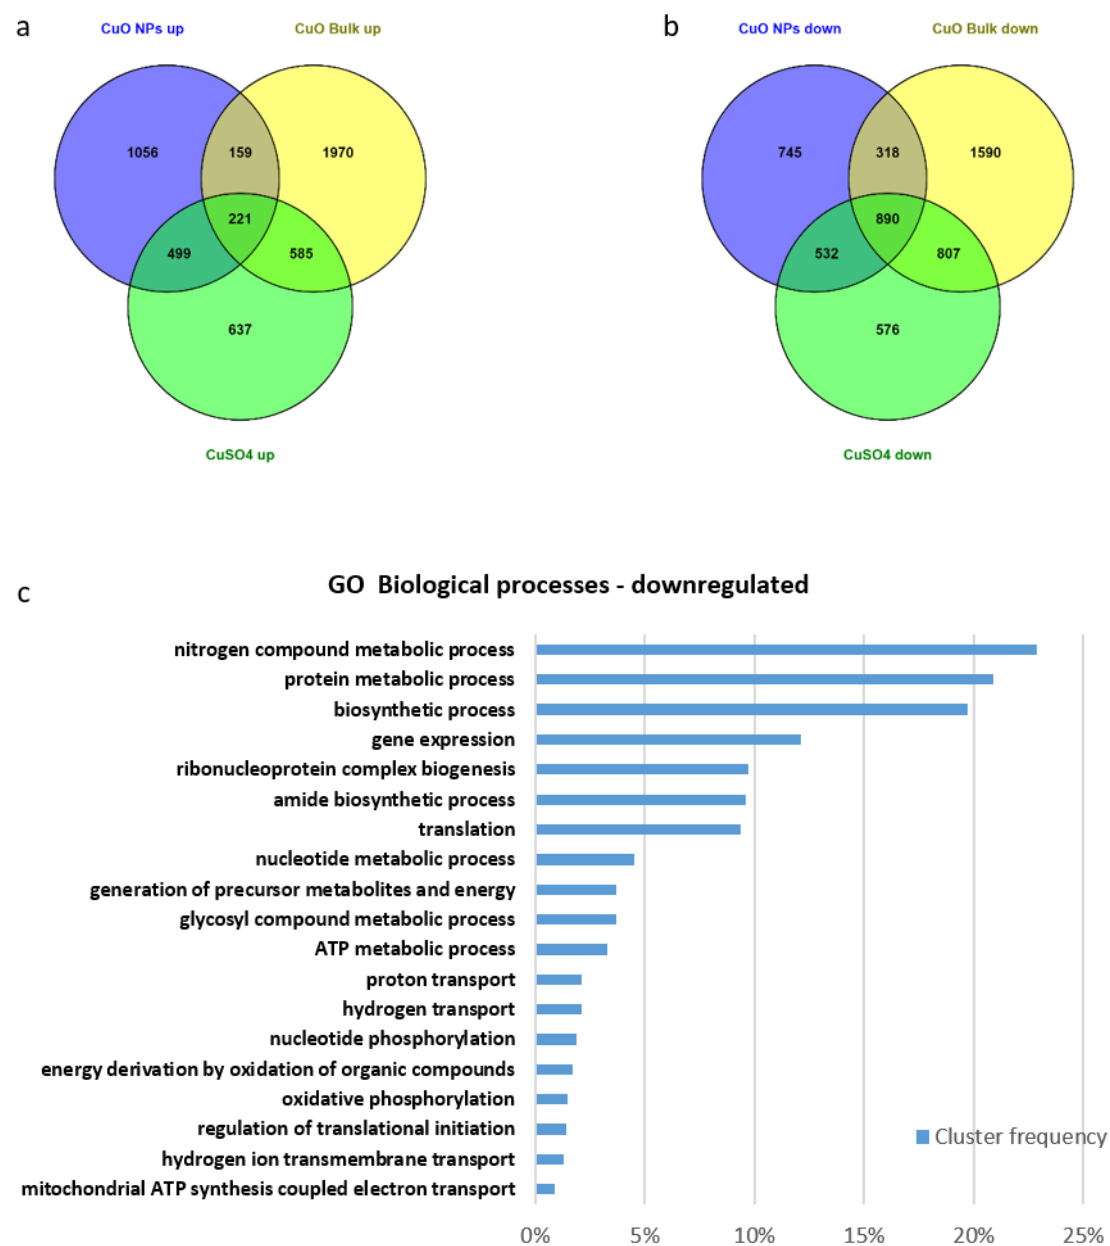 a
CuO NPs up
CuO Bulk up
1056
159
1970
221
499
585
637
CuSO4 up
b
CuO NPs down
CuO Bulk down
745
318
1590
890
532
807
576
CuSO4 down
c
GO Biological processes - downregulated
nitrogen compound metabolic process
protein metabolic process
biosynthetic process
gene expression
ribonucleoprotein complex biogenesis
amide biosynthetic process
translation
nucleotide metabolic process
generation of precursor metabolites and energy
glycosyl compound metabolic process
ATP metabolic process
proton transport
hydrogen transport
nucleotide phosphorylation
energy derivation by oxidation of organic compounds
oxidative phosphorylation
regulation of translational initiation
hydrogen ion transmembrane transport
mitochondrial ATP synthesis coupled electron transport
Cluster frequency
0% 5% 10% 15% 20% 25%